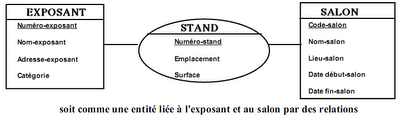 EXPOSANT
Numéro-exposant
Nom-exposant
Adresse-exposant
Catégorie
STAND
Numéro-stand
Emplacement
Surface
SALON
Code-salon
Nom-salon
Lieu-salon
Date début-salon
Date fin-salon
soit comme une entité liée à l'exposant et au salon par des relations